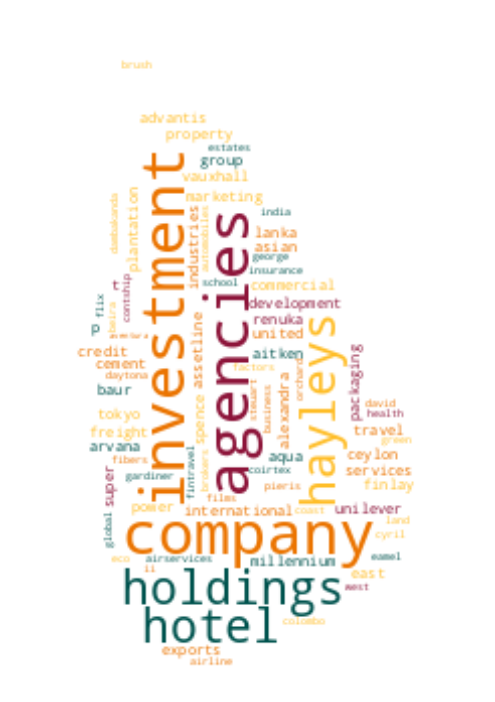 brush
advantis
property
estates
group
vauxhall
investment
agencies
marketing
plantation
dambakanda
industries
automobiles
india
lanka
asian
george
insurance
school
commercial
t
contship
flix
p
beira
development
renuka
united
hayleys
assetline
aitken
packaging
credit
cement
daytona
factors
orchard
baur
steuart
business
alexandra
david
health
tokyo
spence
freight
travel
green
arvana
brokers
fintravel
fibers
aqua
ceylon
coirtex
services
super
gardiner
pieris
finlay
films
power
international
coast
unilever
land
global
company
cyril
eco
airservices
millennium
eamel
ii
east
holdings
west
hotel
colombo
exports
airline